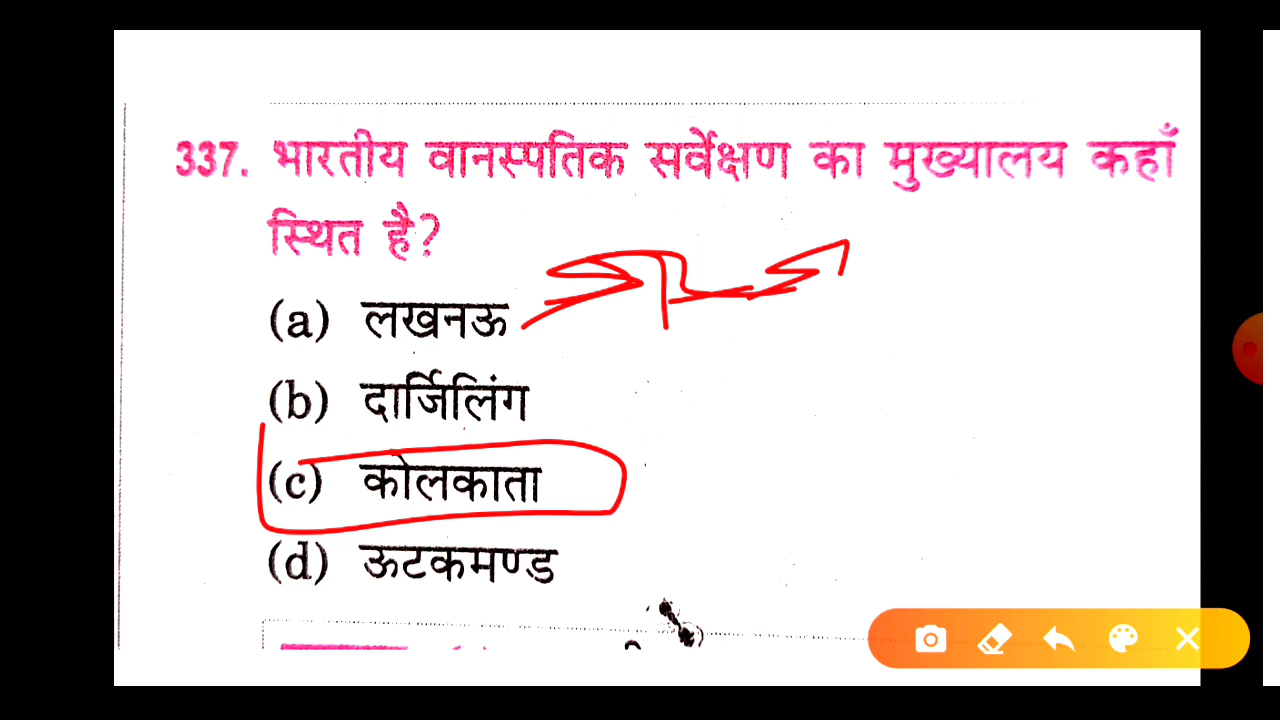 337. भारतीय वानस्पतिक सर्वेक्षण का मुख्यालय कहाँ
स्थित है?
(a) लखनऊ
(b) दार्जिलिंग
(c) कोलकाता
(d) ऊटकमण्ड